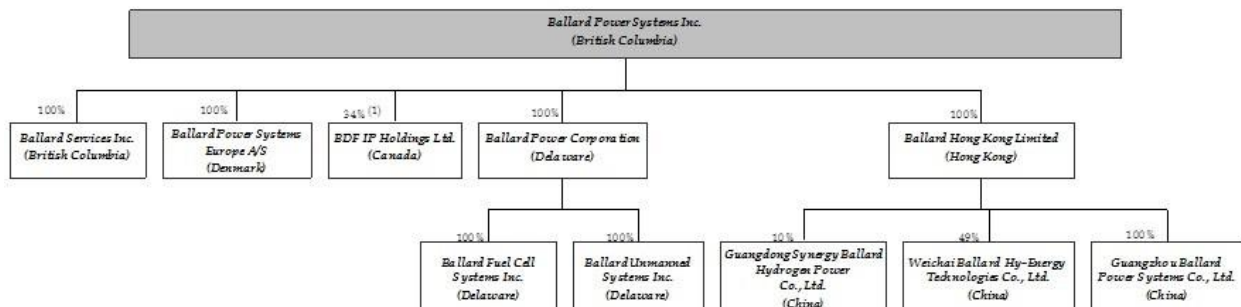 Ballard Power Systems Inc.
(British Columbia)
100%
100%
34% (1)
100%
100%
Ballard Services Inc.
(British Columbia)
Ballard Power Systems
Europe A/S
(Denmark)
BDF IP Holdings Ltd.
(Canada)
Ballard Power Corporation
(Delaware)
Ballard Hong Kong Limited
(Hong Kong)
100%
100%
10%
49%
100%
Ballard Fuel Cell
Systems Inc.
(Delaware)
Ballard Unmanned
Systems Inc.
(Delaware)
Guangdong Synergy Ballard
Hydrogen Power
Co., Ltd.
(China)
Weichai Ballard Hy-Energy
Technologies Co., Ltd.
(China)
Guangzhou Ballard
Power Systems Co., Ltd.
(China)